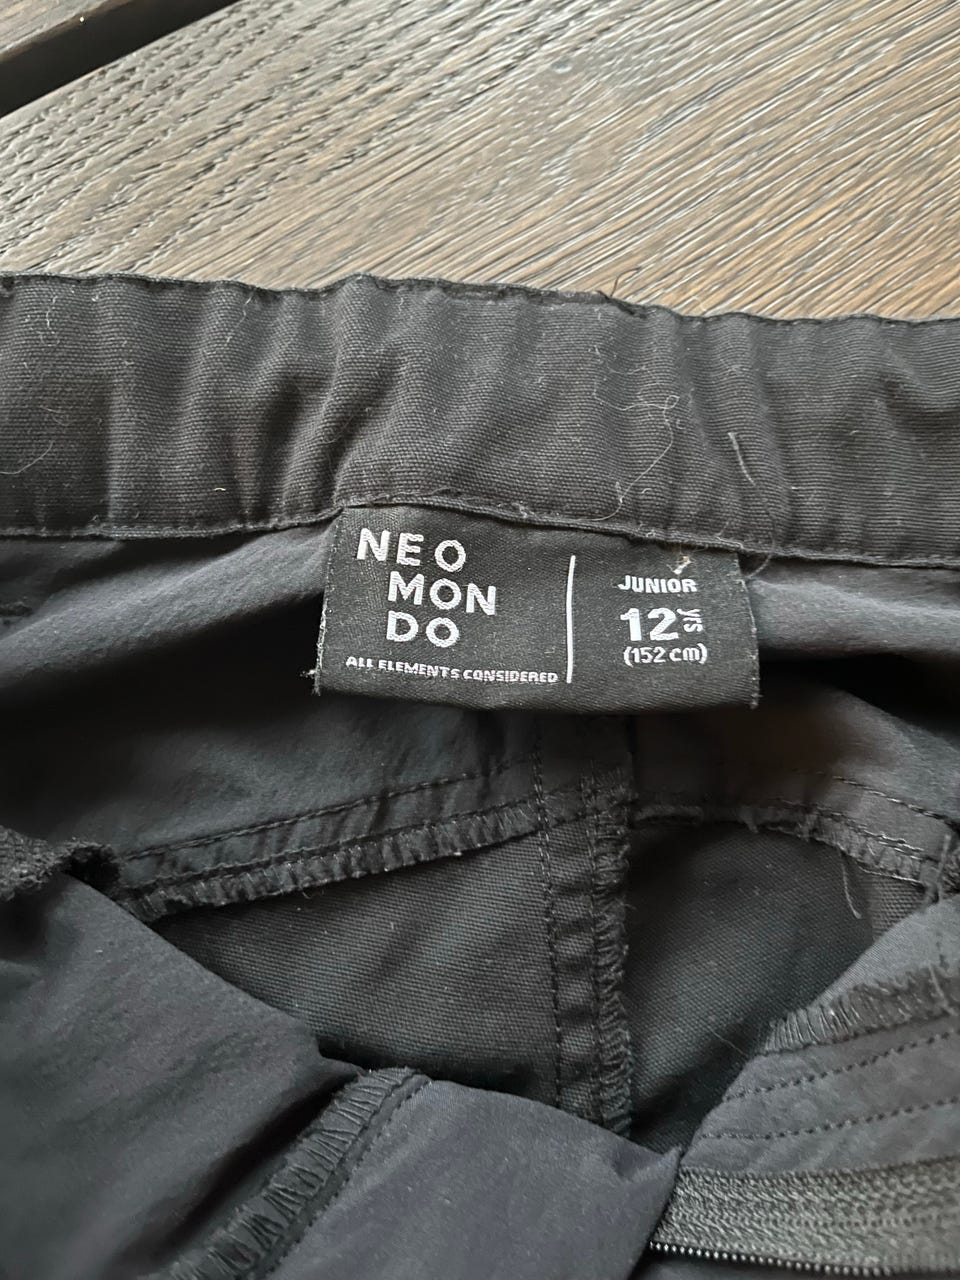 NEO
MON
DO
ALL ELEMENTS CONSIDERED
JUNIOR
12 yrs
(152 cm)